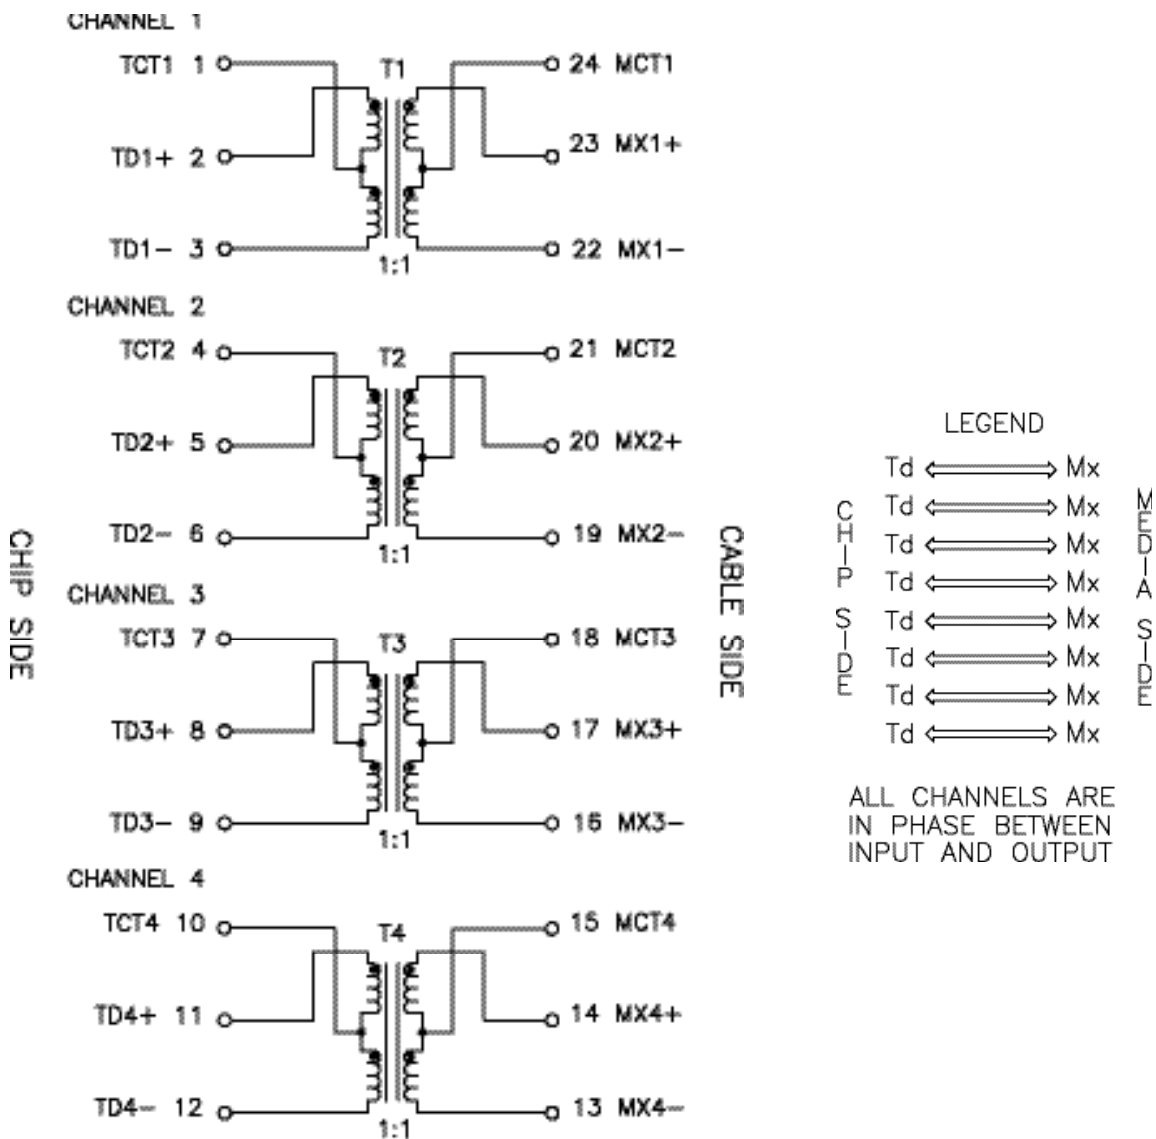 CHANNEL 1
TCT1 1
T1
24 MCT1
TD1+ 2
23 MX1+
TD1- 3
22 MX1-
1:1
CHANNEL 2
TCT2 4
T2
21 MCT2
TD2+ 5
20 MX2+
TD2- 6
19 MX2-
1:1
CHANNEL 3
TCT3 7
T3
18 MCT3
TD3+ 8
17 MX3+
TD3- 9
16 MX3-
1:1
CHANNEL 4
TCT4 10
T4
15 MCT4
TD4+ 11
14 MX4+
TD4- 12
13 MX4-
1:1
CHIP SIDE
CABLE SIDE
LEGEND
Td Mx
Td Mx
Td Mx
Td Mx
Td Mx
Td Mx
Td Mx
Td Mx
CHIP SIDE
MEDIA SIDE
ALL CHANNELS ARE
IN PHASE BETWEEN
INPUT AND OUTPUT